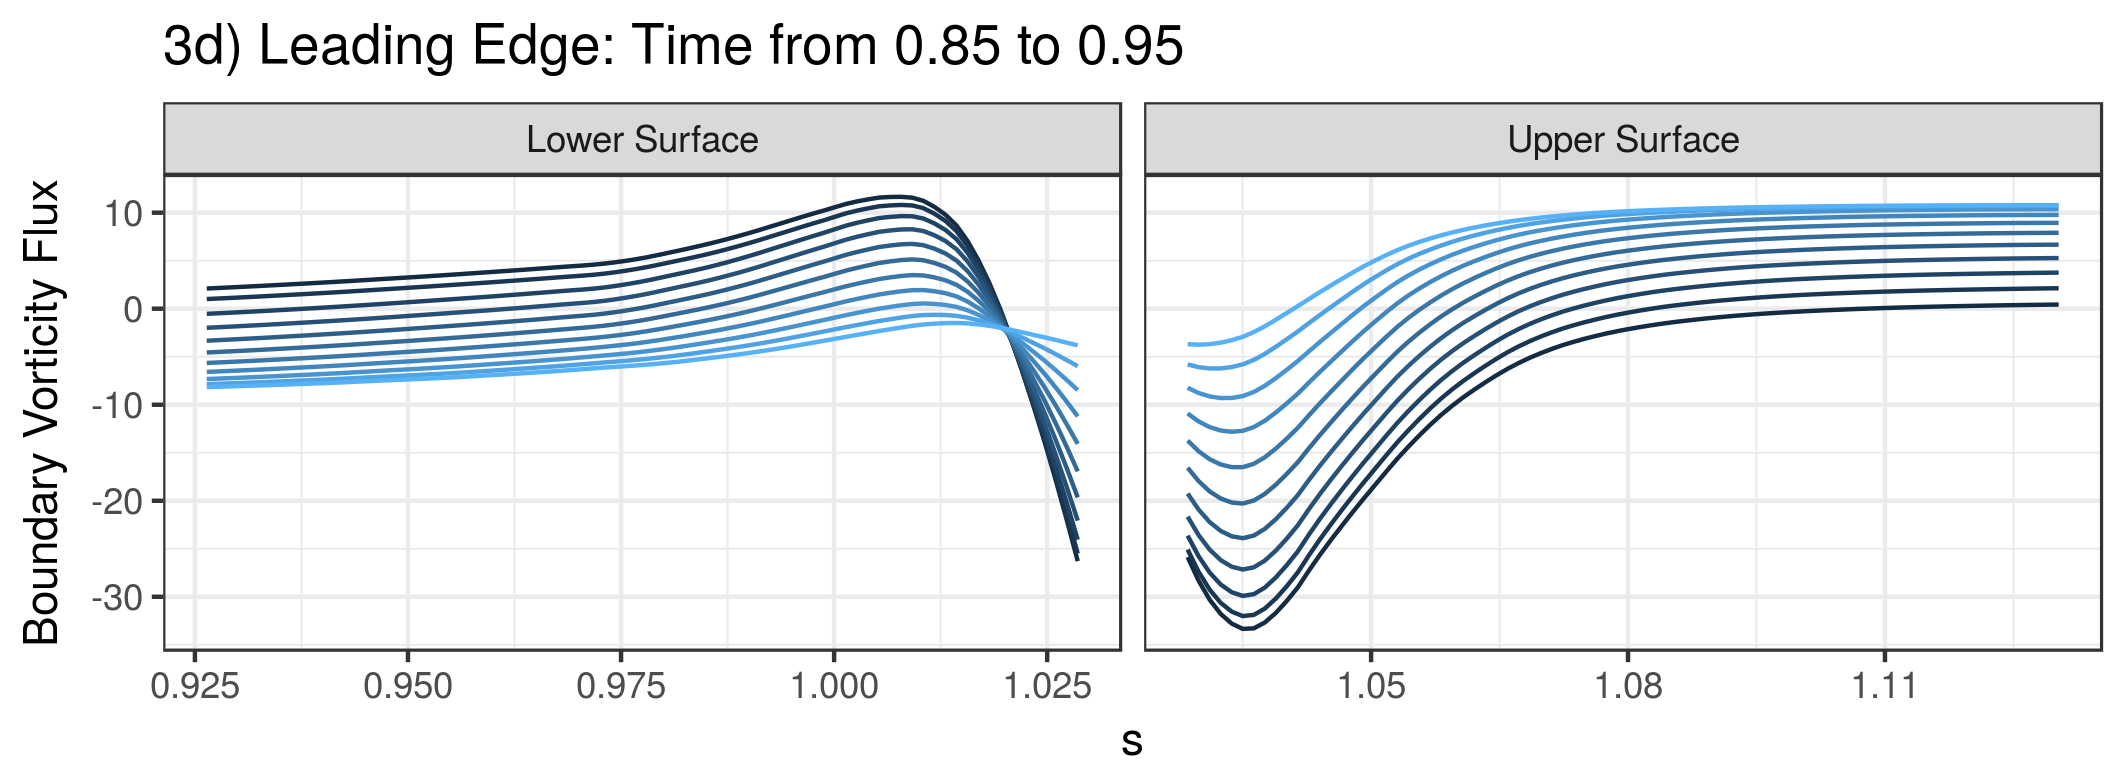 3d) Leading Edge: Time from 0.85 to 0.95
Lower Surface
Upper Surface
Boundary Vorticity Flux
10
0
-10
-20
-30
0.925 0.950 0.975 1.000 1.025
1.05 1.08 1.11
s